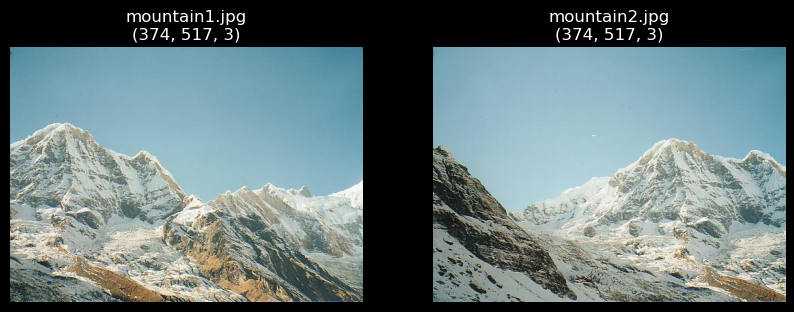 mountain1.jpg
(374, 517, 3)
mountain2.jpg
(374, 517, 3)